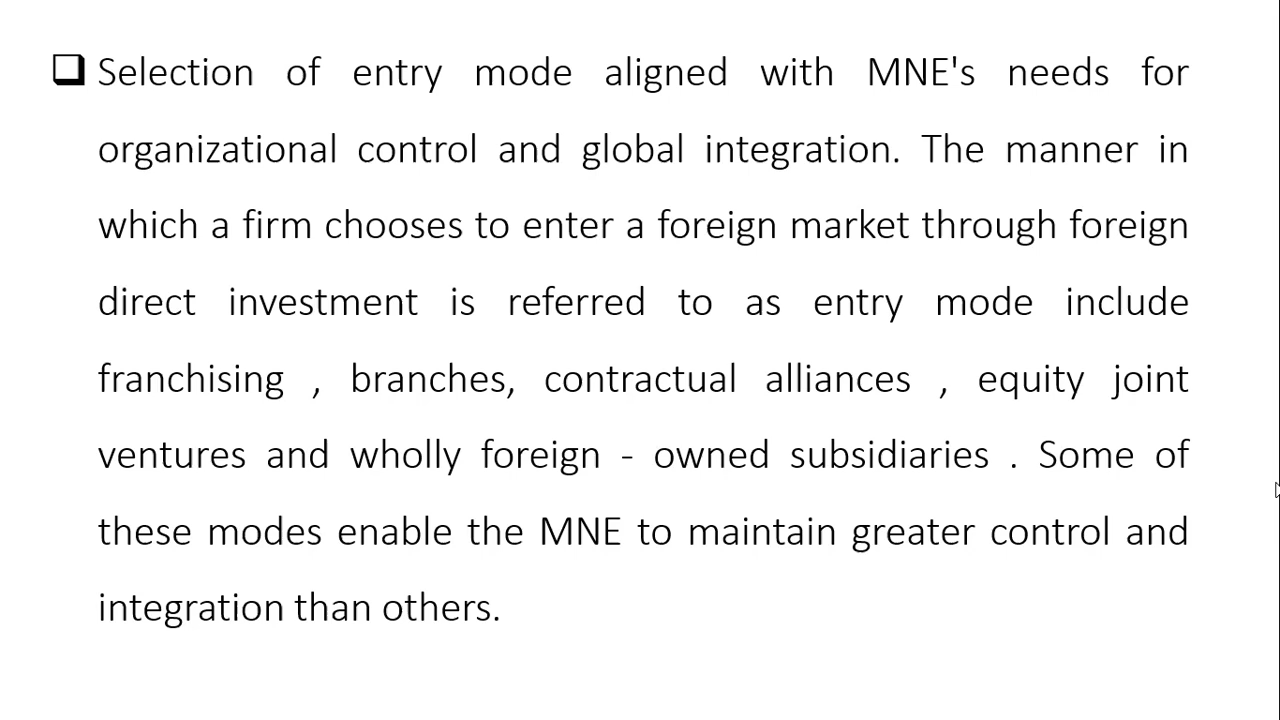 Selection of entry mode aligned with MNE's needs for
organizational control and global integration. The manner in
which a firm chooses to enter a foreign market through foreign
direct investment is referred to as entry mode include
franchising , branches, contractual alliances , equity joint
ventures and wholly foreign - owned subsidiaries . Some of
these modes enable the MNE to maintain greater control and
integration than others.